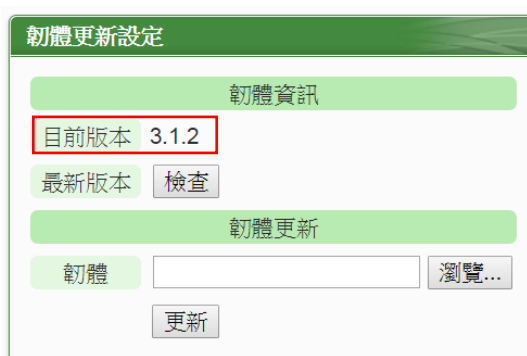 韌體更新設定
韌體資訊
目前版本 3.1.2
最新版本 檢查
韌體更新
韌體 瀏覽...
更新